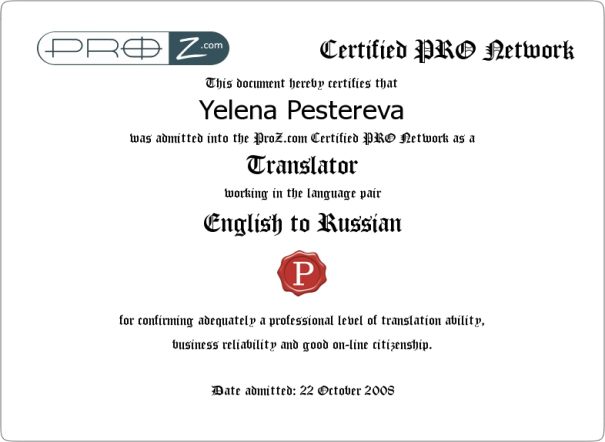 PROZ.com
Certified PRO Network
This document hereby certifies that
Yelena Pestereva
was admitted into the ProZ.com Certified PRO Network as a
Translator
working in the language pair
English to Russian
P
for confirming adequately a professional level of translation ability,
business reliability and good on-line citizenship.
Date admitted: 22 October 2008